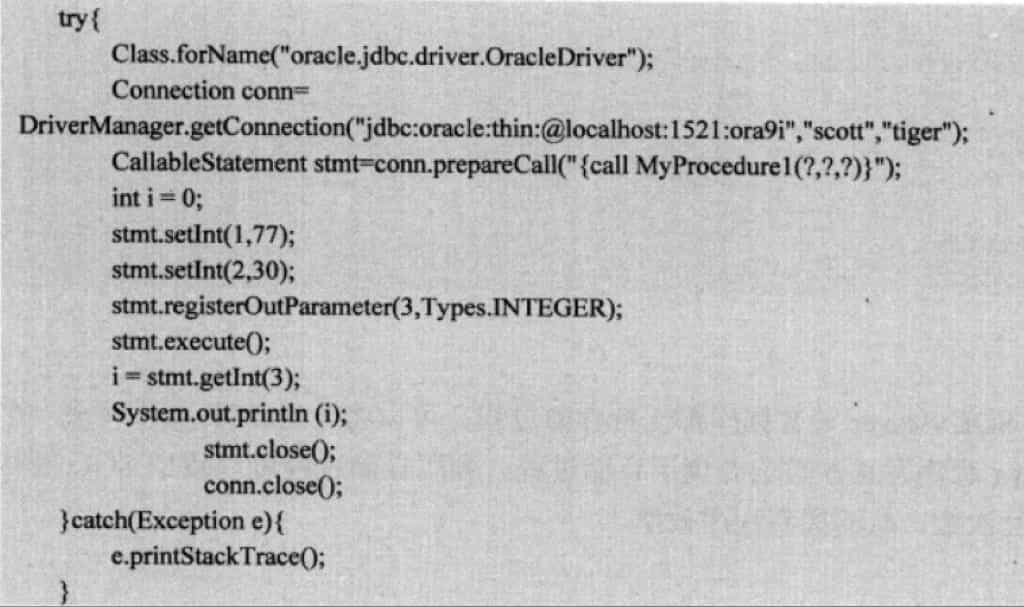 try{
Class.forName("oracle.jdbc.driver.OracleDriver");
Connection conn=
DriverManager.getConnection("jdbc:oracle:thin:@localhost:1521:ora9i","scott","tiger");
CallableStatement stmt=conn.prepareCall("{call MyProcedure1(?,?,?)}");
int i = 0;
stmt.setInt(1,77);
stmt.setInt(2,30);
stmt.registerOutParameter(3,Types.INTEGER);
stmt.execute();
i = stmt.getInt(3);
System.out.println (i);
stmt.close();
conn.close();
}catch(Exception e){
e.printStackTrace();
}